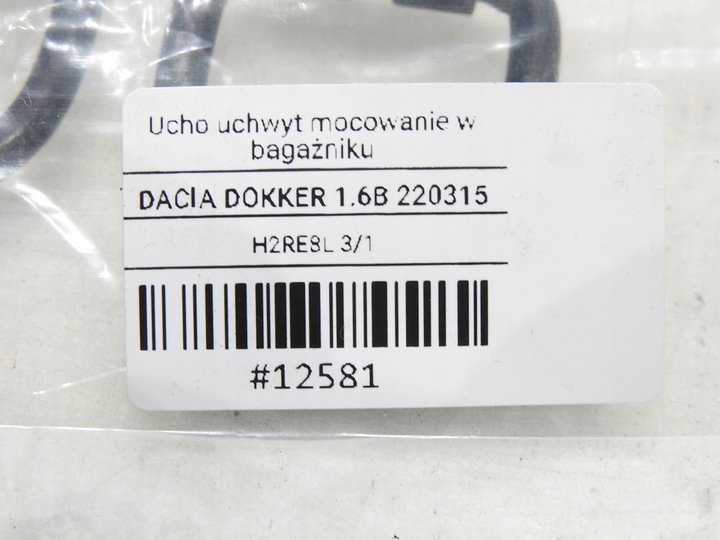 Ucho uchwyt mocowanie w
bagażniku
DACIA DOKKER 1.6B 220315
H2RE8L 3/1
#12581